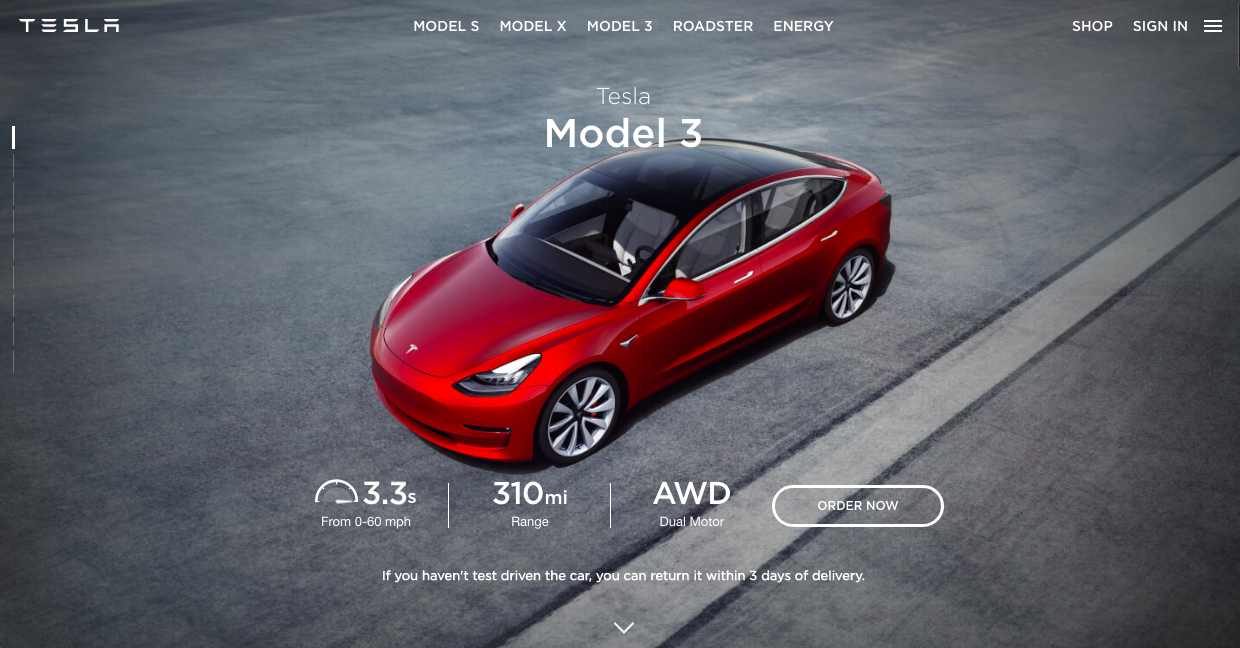 TESLA MODEL S MODEL X MODEL 3 ROADSTER ENERGY SHOP SIGN IN
Tesla
Model 3
3.3s 310mi AWD
From 0-60 mph Range Dual Motor
ORDER NOW
If you haven't test driven the car, you can return it within 3 days of delivery.